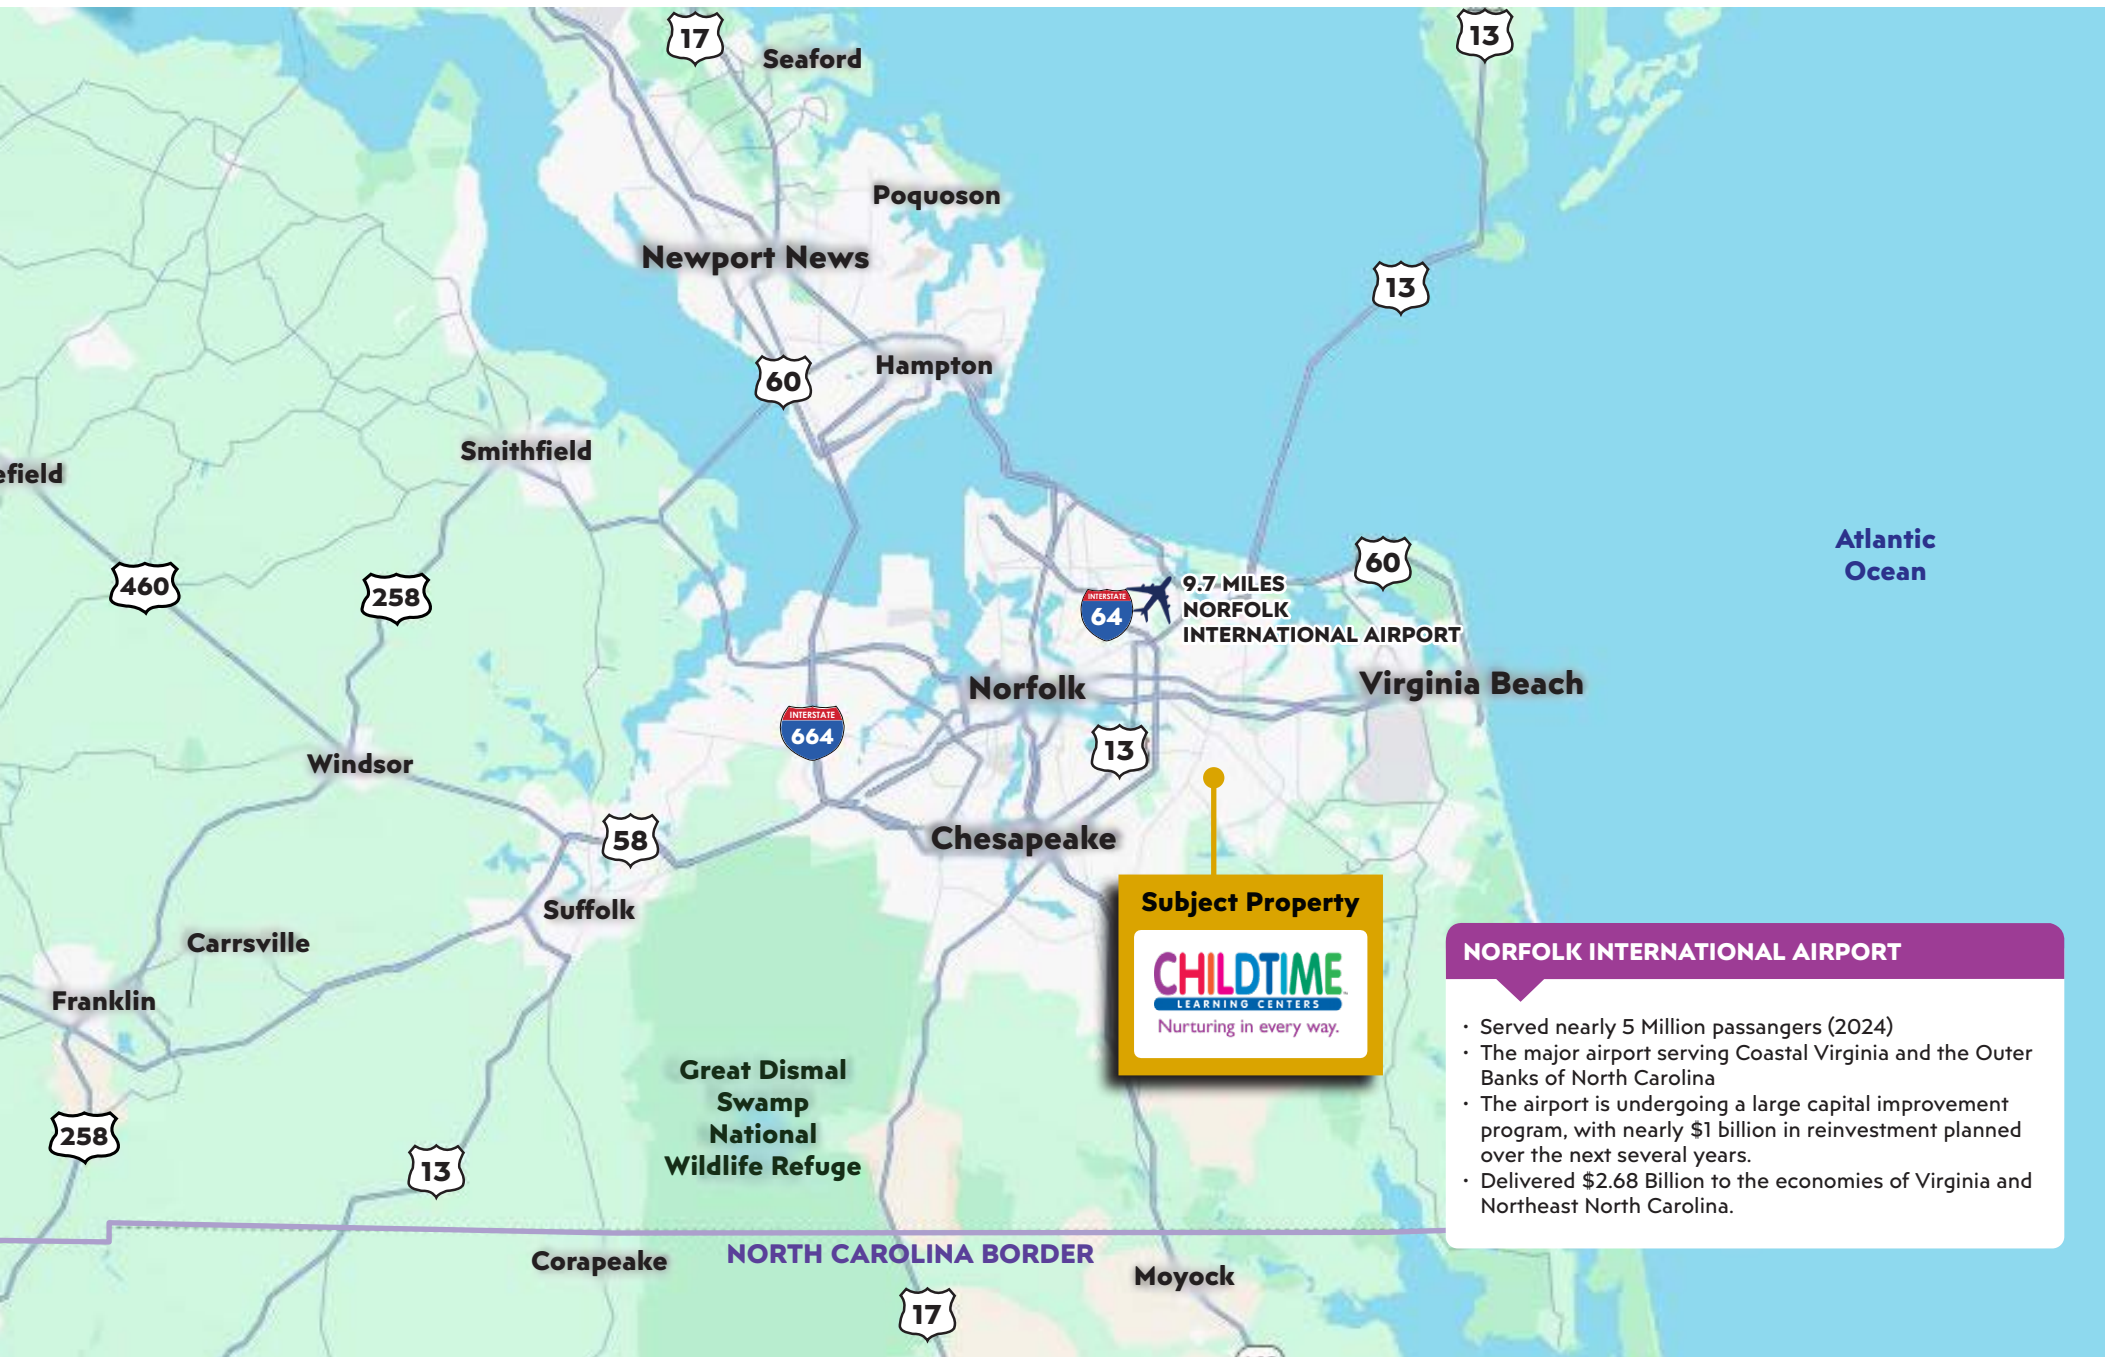 17
Seaford
13
Poquoson
Newport News
13
60
Hampton
Smithfield
efield
Atlantic
Ocean
60
460
258
INTERSTATE
64
9.7 MILES
NORFOLK
INTERNATIONAL AIRPORT
Norfolk
Virginia Beach
INTERSTATE
664
13
Windsor
58
Chesapeake
Suffolk
Subject Property
CHILDTIME
LEARNING CENTERS
Nurturing in every way.
Carrsville
Franklin
NORFOLK INTERNATIONAL AIRPORT
· Served nearly 5 Million passangers (2024)
· The major airport serving Coastal Virginia and the Outer
Banks of North Carolina
· The airport is undergoing a large capital improvement
program, with nearly $1 billion in reinvestment planned
over the next several years.
· Delivered $2.68 Billion to the economies of Virginia and
Northeast North Carolina.
Great Dismal
Swamp
National
Wildlife Refuge
258
13
Corapeake
NORTH CAROLINA BORDER
Moyock
17